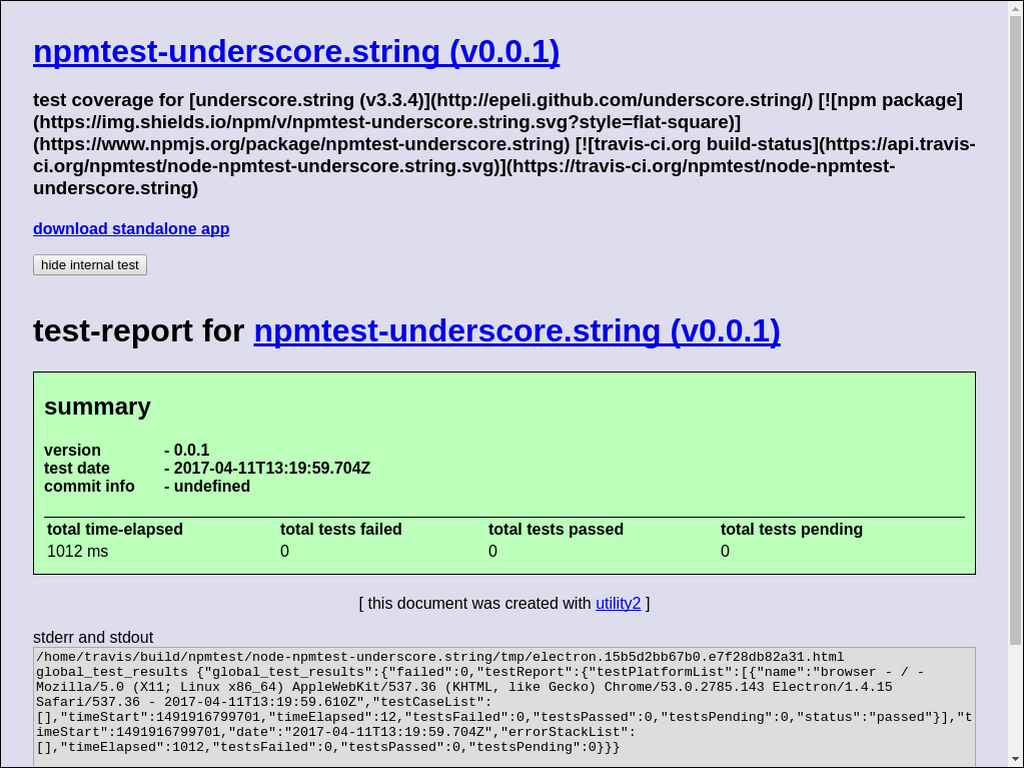 npmtest-underscore.string (v0.0.1)
test coverage for [underscore.string (v3.3.4)](http://epeli.github.com/underscore.string/) [![npm package]
(https://img.shields.io/npm/v/npmtest-underscore.string.svg?style=flat-square)]
(https://www.npmjs.org/package/npmtest-underscore.string) [![travis-ci.org build-status](https://api.travis-
ci.org/npmtest/node-npmtest-underscore.string.svg)](https://travis-ci.org/npmtest/node-npmtest-
underscore.string)
download standalone app
hide internal test
test-report for npmtest-underscore.string (v0.0.1)
summary
version - 0.0.1
test date - 2017-04-11T13:19:59.704Z
commit info - undefined
total time-elapsed total tests failed total tests passed total tests pending
1012 ms 0 0 0
[ this document was created with utility2 ]
stderr and stdout
/home/travis/build/npmtest/node-npmtest-underscore.string/tmp/electron.15b5d2bb67b0.e7f28db82a31.html
global_test_results {"global_test_results":{"failed":0,"testReport":{"testPlatformList":[{"name":"browser - / -
Mozilla/5.0 (X11; Linux x86_64) AppleWebKit/537.36 (KHTML, like Gecko) Chrome/53.0.2785.143 Electron/1.4.15
Safari/537.36 - 2017-04-11T13:19:59.610Z","testCaseList":
[],"timeStart":1491916799701,"timeElapsed":12,"testsFailed":0,"testsPassed":0,"testsPending":0,"status":"passed"}],"t
imeStart":1491916799701,"date":"2017-04-11T13:19:59.704Z","errorStackList":
[],"timeElapsed":1012,"testsFailed":0,"testsPassed":0,"testsPending":0}}}